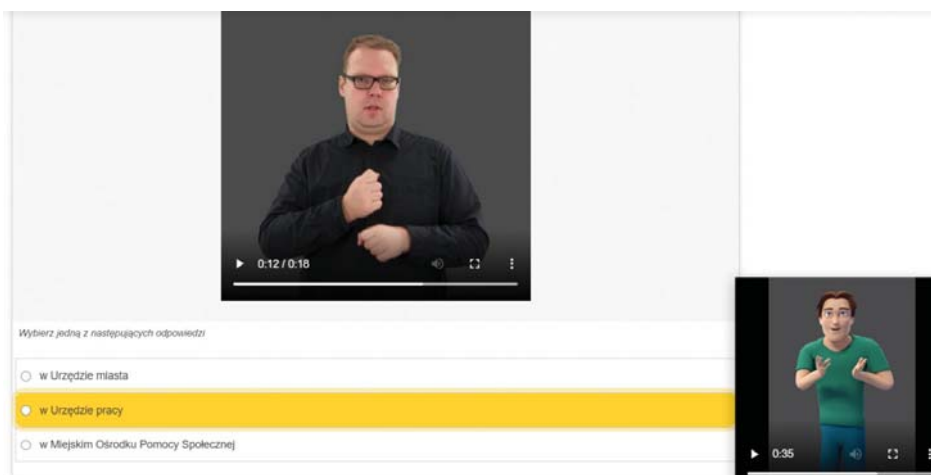 0:12 / 0:18
Wybierz jedną z następujących odpowiedzi
w Urzędzie miasta
w Urzędzie pracy
w Miejskim Ośrodku Pomocy Społecznej
0:35